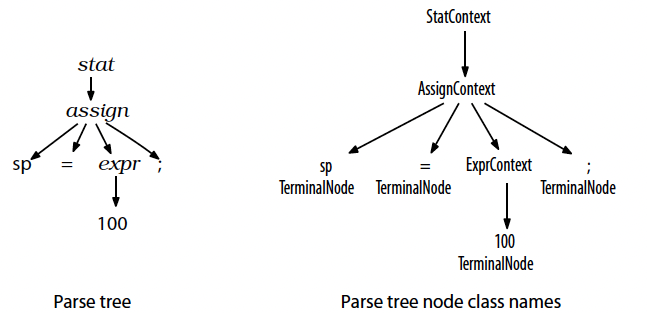 stat
assign
sp = expr ;
100
Parse tree
StatContext
AssignContext
sp = ExprContext ;
TerminalNode TerminalNode TerminalNode
100
TerminalNode
Parse tree node class names